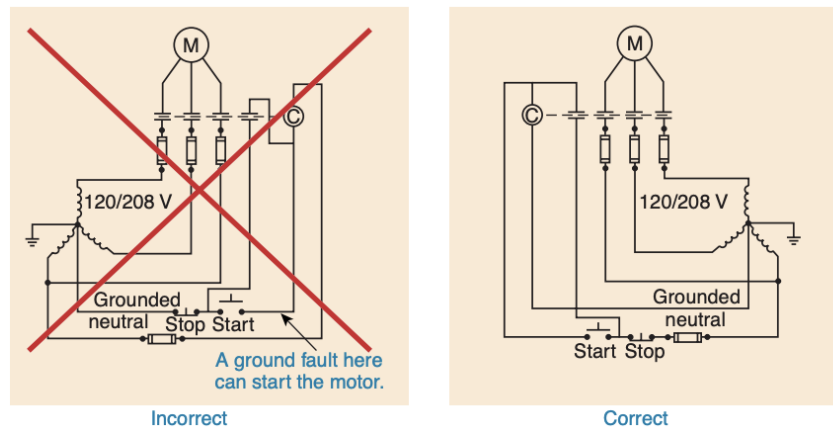 M
C
120/208 V
Grounded
neutral
Stop Start
A ground fault here
can start the motor.
Incorrect
M
C
120/208 V
Grounded
neutral
Start Stop
Correct